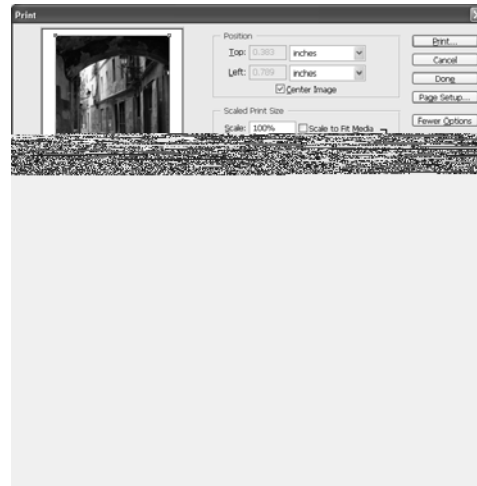 Print
Position
Top: 0.383 inches
Left: 0.789 inches
Center Image
Scaled Print Size
Scale: 100% Scale to Fit Media
Print...
Cancel
Done
Page Setup...
Fewer Options